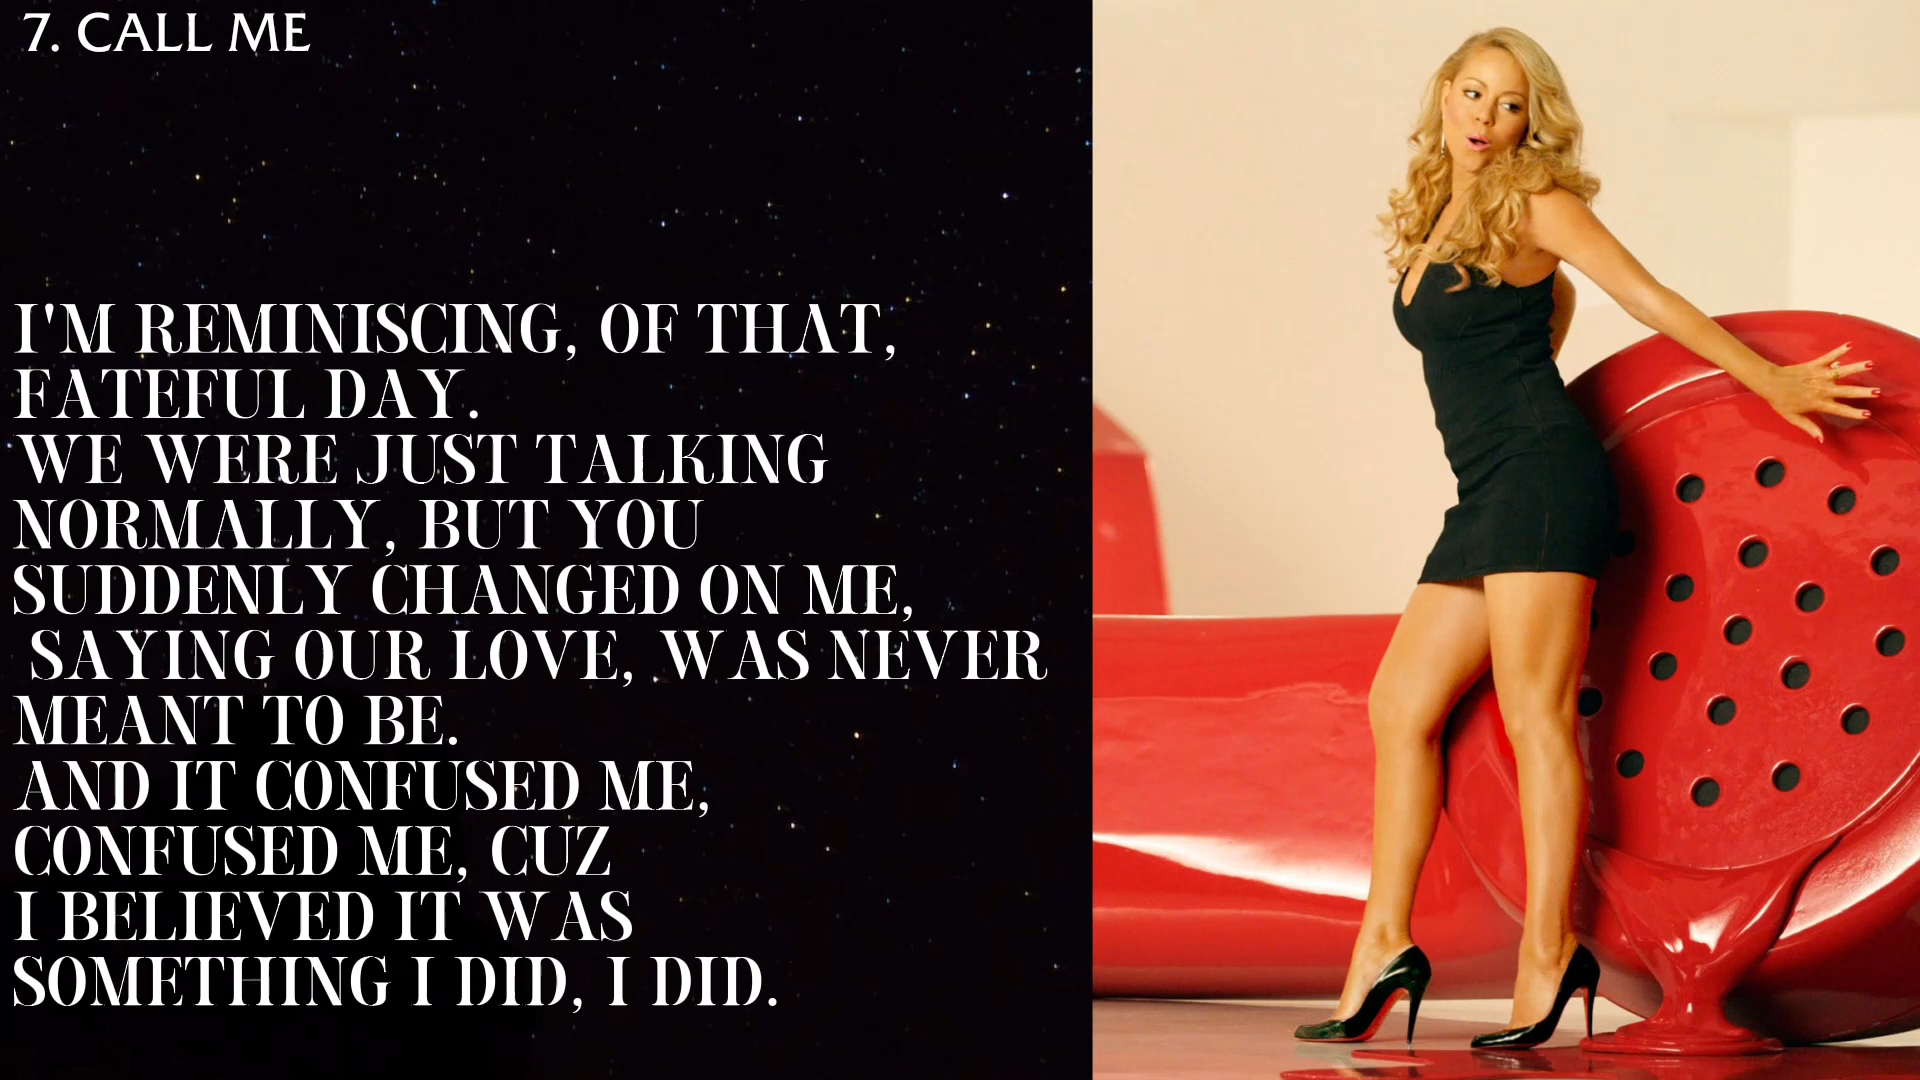 7. CALL ME
I'M REMINISCING, OF THAT,
FATEFUL DAY.
WE WERE JUST TALKING
NORMALLY, BUT YOU
SUDDENLY CHANGED ON ME,
SAYING OUR LOVE, WAS NEVER
MEANT TO BE.
AND IT CONFUSED ME,
CONFUSED ME, CUZ
I BELIEVED IT WAS
SOMETHING I DID, I DID.